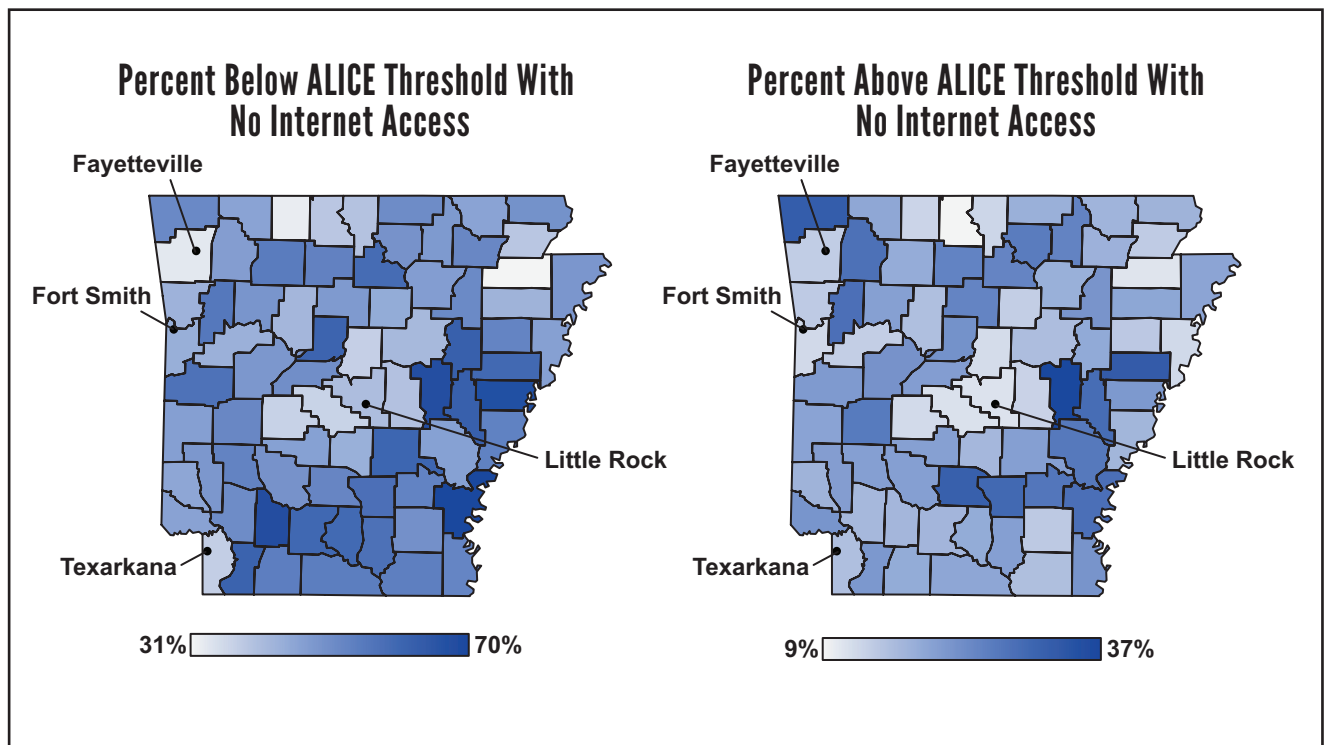 Percent Below ALICE Threshold With
No Internet Access
Fayetteville
Fort Smith
Little Rock
Texarkana
31%
70%
Percent Above ALICE Threshold With
No Internet Access
Fayetteville
Fort Smith
Little Rock
Texarkana
9%
37%